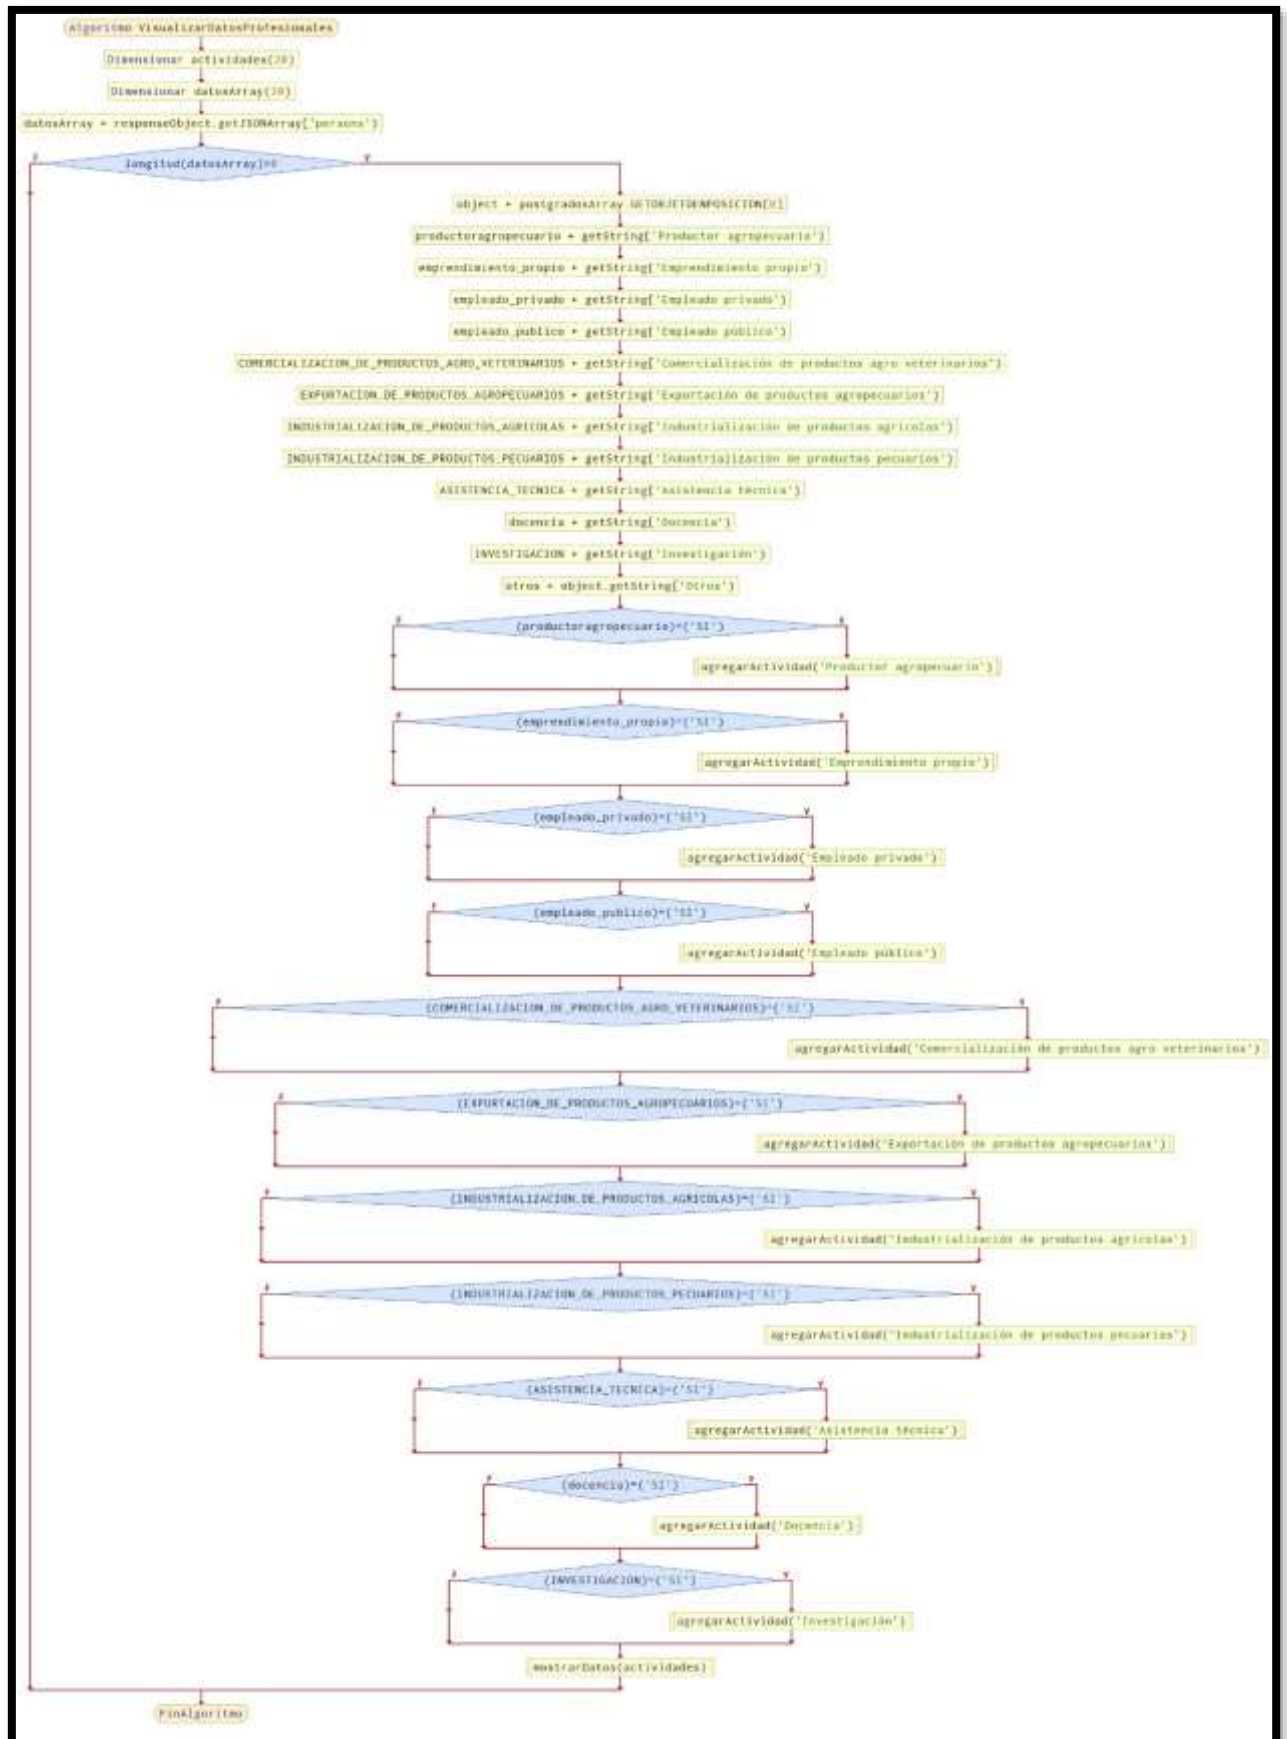 Algoritmo VisualizarDatosProfesionales
Dimensionar actividades(20)
Dimensionar datosArray(20)
datosArray ← responseObject.getJSONArray['persona')
F
longitud(datosArray)>0
V
object ← postgradosArray.GETOBJETOENPOSICION[0]
productoragropecuario ← getString['Productor agropecuario')
emprendimiento_propio ← getString['Emprendimiento propio')
empleado_privado ← getString['Empleado privado')
empleado_publico ← getString['Empleado público')
COMERCIALIZACION_DE_PRODUCTOS_AGRO_VETERINARIOS ← getString['Comercialización de productos agro veterinarios')
EXPORTACION_DE_PRODUCTOS_AGROPECUARIOS ← getString['Exportación de productos agropecuarios')
INDUSTRIALIZACION_DE_PRODUCTOS_AGRICOLAS ← getString['Industrialización de productos agrícolas')
INDUSTRIALIZACION_DE_PRODUCTOS_PECUARIOS ← getString['Industrialización de productos pecuarios')
ASISTENCIA_TECNICA ← getString['Asistencia técnica')
docencia ← getString['Docencia')
INVESTIGACION ← getString['Investigación')
otros ← object.getString['Otros')
F
(productoragropecuario)=('SI')
V
agregarActividad('Productor agropecuario')
F
(emprendimiento_propio)=('SI')
V
agregarActividad('Emprendimiento propio')
F
(empleado_privado)=('SI')
V
agregarActividad('Empleado privado')
F
(empleado_publico)=('SI')
V
agregarActividad('Empleado público')
F
(COMERCIALIZACION_DE_PRODUCTOS_AGRO_VETERINARIOS)=('SI')
V
agregarActividad('Comercialización de productos agro veterinarios')
F
(EXPORTACION_DE_PRODUCTOS_AGROPECUARIOS)=('SI')
V
agregarActividad('Exportación de productos agropecuarios')
F
(INDUSTRIALIZACION_DE_PRODUCTOS_AGRICOLAS)=('SI')
V
agregarActividad('Industrialización de productos agrícolas')
F
(INDUSTRIALIZACION_DE_PRODUCTOS_PECUARIOS)=('SI')
V
agregarActividad('Industrialización de productos pecuarios')
F
(ASISTENCIA_TECNICA)=('SI')
V
agregarActividad('Asistencia técnica')
F
(docencia)=('SI')
V
agregarActividad('Docencia')
F
(INVESTIGACION)=('SI')
V
agregarActividad('Investigación')
mostrarDatos(actividades)
FinAlgoritmo